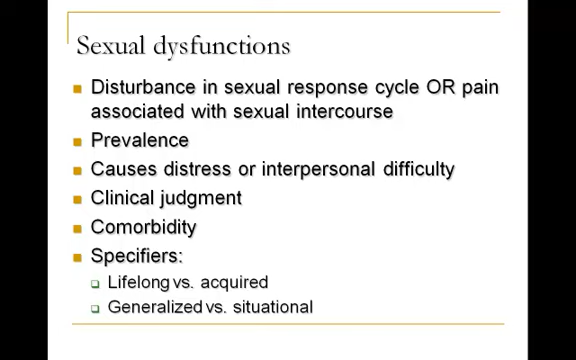 Sexual dysfunctions
Disturbance in sexual response cycle OR pain
associated with sexual intercourse
Prevalence
Causes distress or interpersonal difficulty
Clinical judgment
Comorbidity
Specifiers:
Lifelong vs. acquired
Generalized vs. situational